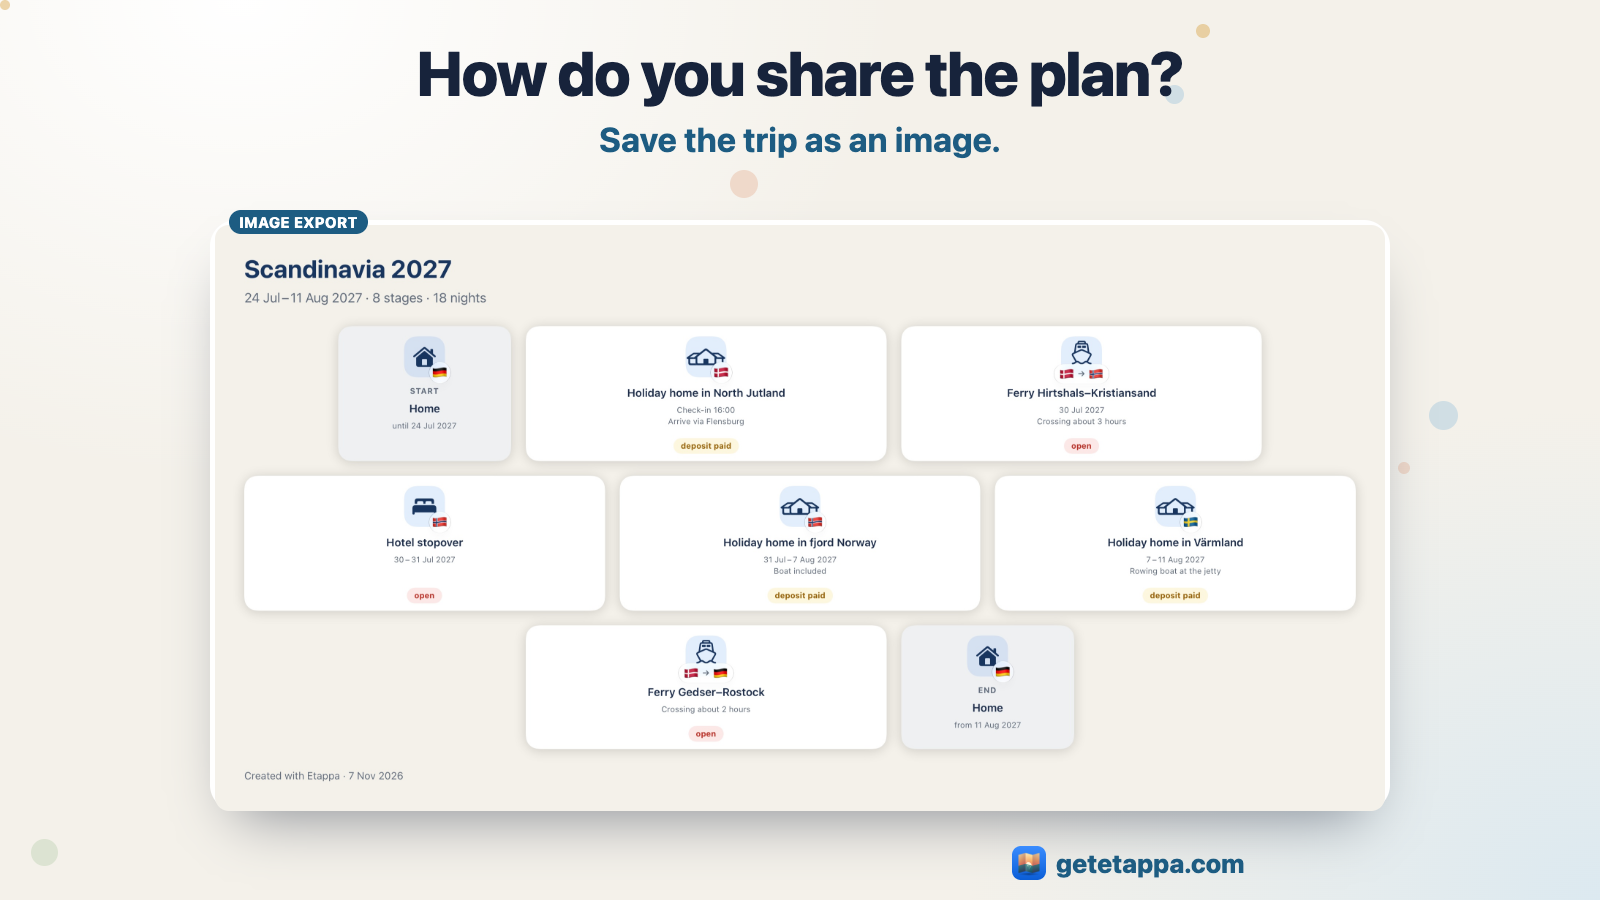 How do you share the plan?
Save the trip as an image.
IMAGE EXPORT
Scandinavia 2027
24 Jul – 11 Aug 2027 · 8 stages · 18 nights
START
Home
until 24 Jul 2027
Holiday home in North Jutland
Check-in 16:00
Arrive via Flensburg
deposit paid
Ferry Hirtshals–Kristiansand
30 Jul 2027
Crossing about 3 hours
open
Hotel stopover
30 – 31 Jul 2027
open
Holiday home in fjord Norway
31 Jul – 7 Aug 2027
Boat included
deposit paid
Holiday home in Värmland
7 – 11 Aug 2027
Rowing boat at the jetty
deposit paid
Ferry Gedser–Rostock
Crossing about 2 hours
open
END
Home
from 11 Aug 2027
Created with Etappa · 7 Nov 2026
getetappa.com